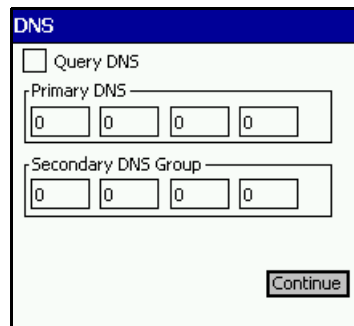 DNS
Query DNS
Primary DNS
0 0 0 0
Secondary DNS Group
0 0 0 0
Continue